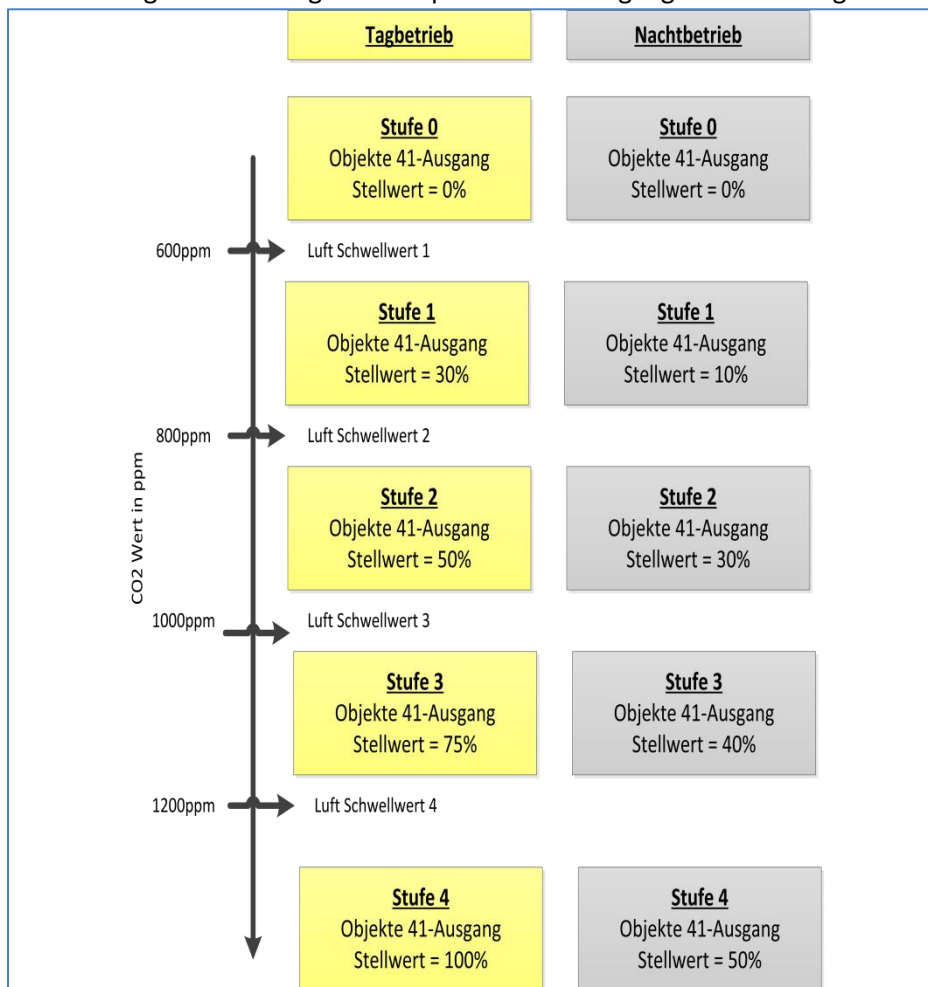 Tagbetrieb
Nachtbetrieb
Stufe 0
Objekte 41-Ausgang
Stellwert = 0%
Stufe 0
Objekte 41-Ausgang
Stellwert = 0%
600ppm
Luft Schwellwert 1
Stufe 1
Objekte 41-Ausgang
Stellwert = 30%
Stufe 1
Objekte 41-Ausgang
Stellwert = 10%
800ppm
Luft Schwellwert 2
CO2 Wert in ppm
Stufe 2
Objekte 41-Ausgang
Stellwert = 50%
Stufe 2
Objekte 41-Ausgang
Stellwert = 30%
1000ppm
Luft Schwellwert 3
Stufe 3
Objekte 41-Ausgang
Stellwert = 75%
Stufe 3
Objekte 41-Ausgang
Stellwert = 40%
1200ppm
Luft Schwellwert 4
Stufe 4
Objekte 41-Ausgang
Stellwert = 100%
Stufe 4
Objekte 41-Ausgang
Stellwert = 50%